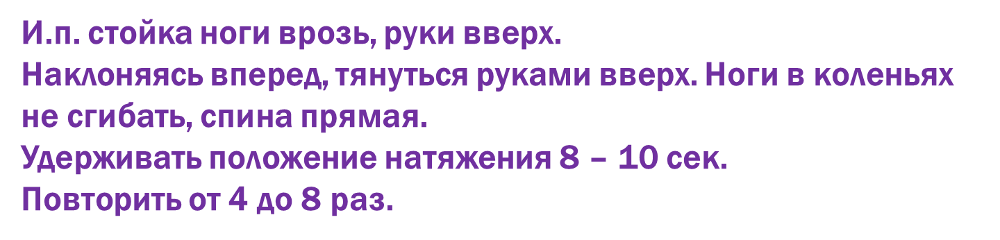 И.п. стойка ноги врозь, руки вверх.
Наклоняясь вперед, тянуться руками вверх. Ноги в коленьях
не сгибать, спина прямая.
Удерживать положение натяжения 8 – 10 сек.
Повторить от 4 до 8 раз.